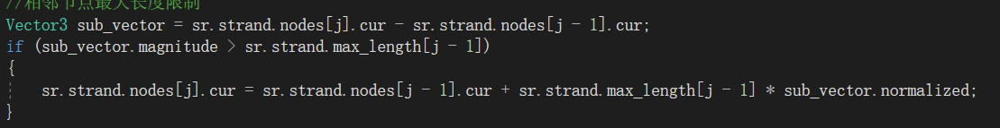 //相邻节点最大长度限制
Vector3 sub_vector = sr.strand.nodes[j].cur - sr.strand.nodes[j - 1].cur;
if (sub_vector.magnitude > sr.strand.max_length[j - 1])
{
sr.strand.nodes[j].cur = sr.strand.nodes[j - 1].cur + sr.strand.max_length[j - 1] * sub_vector.normalized;
}